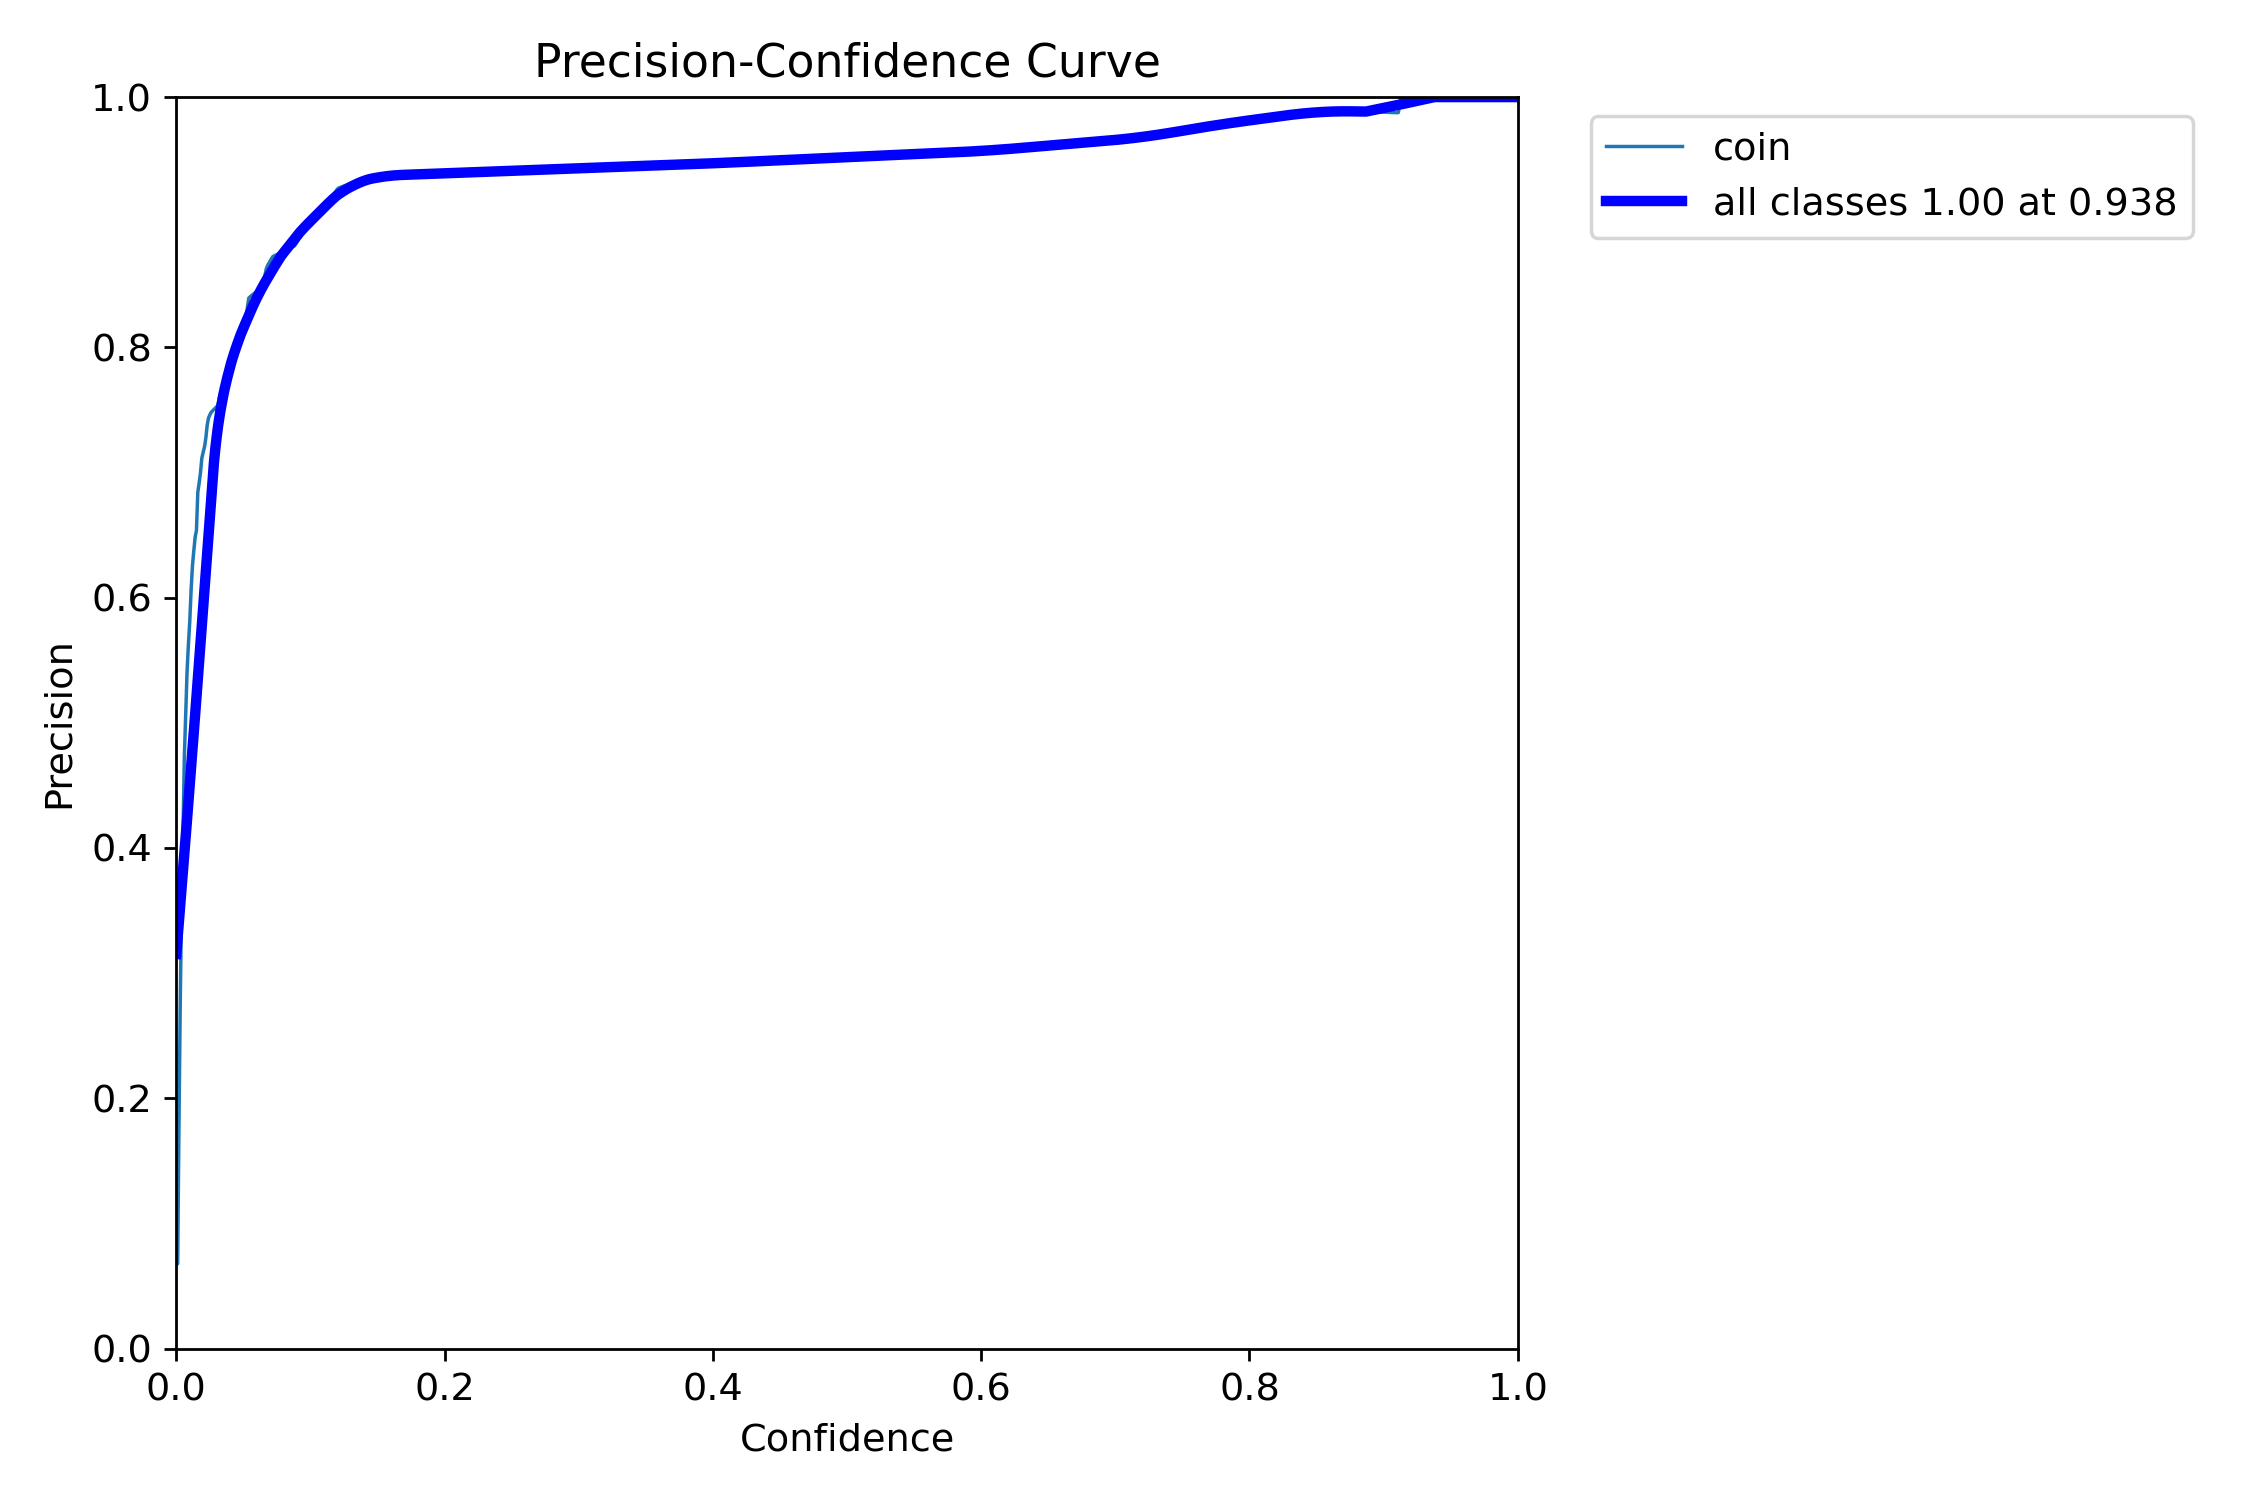 Precision-Confidence Curve
1.0
0.8
0.6
0.4
0.2
0.0
Precision
0.0 0.2 0.4 0.6 0.8 1.0
Confidence
coin
all classes 1.00 at 0.938